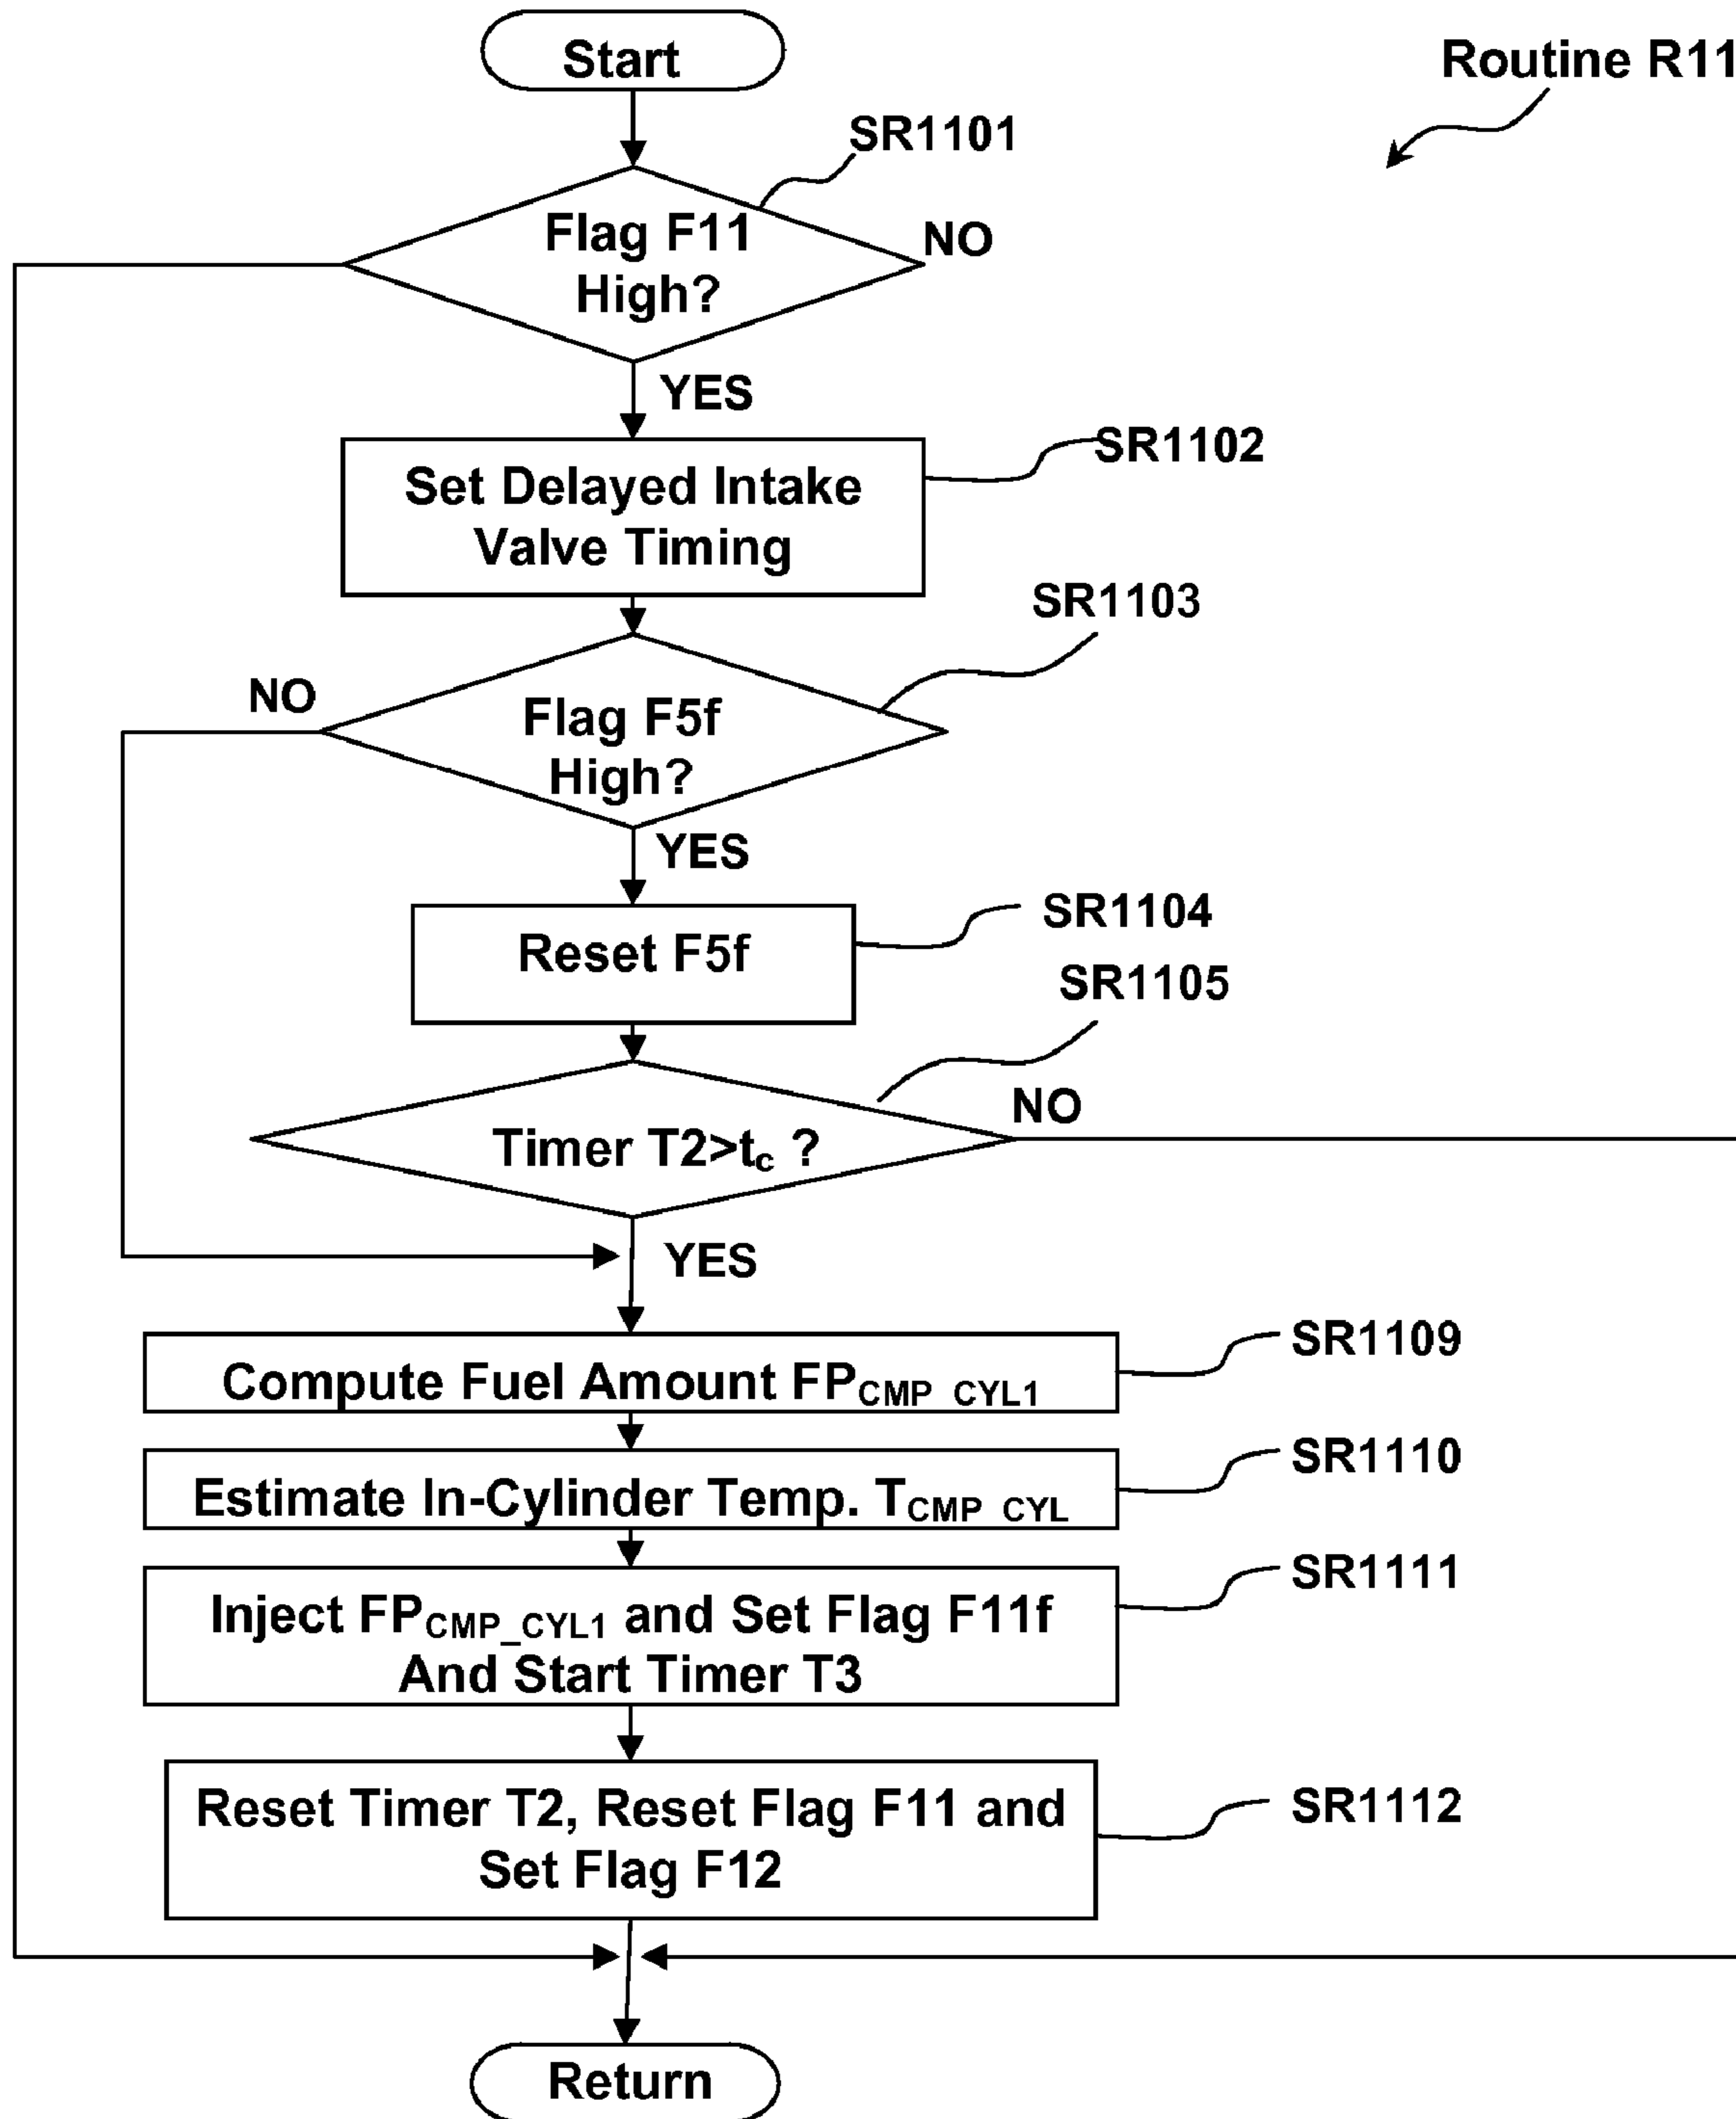 Start
Routine R11
SR1101
Flag F11
High?
NO
YES
SR1102
Set Delayed Intake
Valve Timing
SR1103
NO
Flag F5f
High?
YES
SR1104
Reset F5f
SR1105
NO
Timer T2>tc ?
YES
SR1109
Compute Fuel Amount FPCMP CYL1
SR1110
Estimate In-Cylinder Temp. TCMP CYL
SR1111
Inject FPCMP_CYL1 and Set Flag F11f
And Start Timer T3
SR1112
Reset Timer T2, Reset Flag F11 and
Set Flag F12
Return